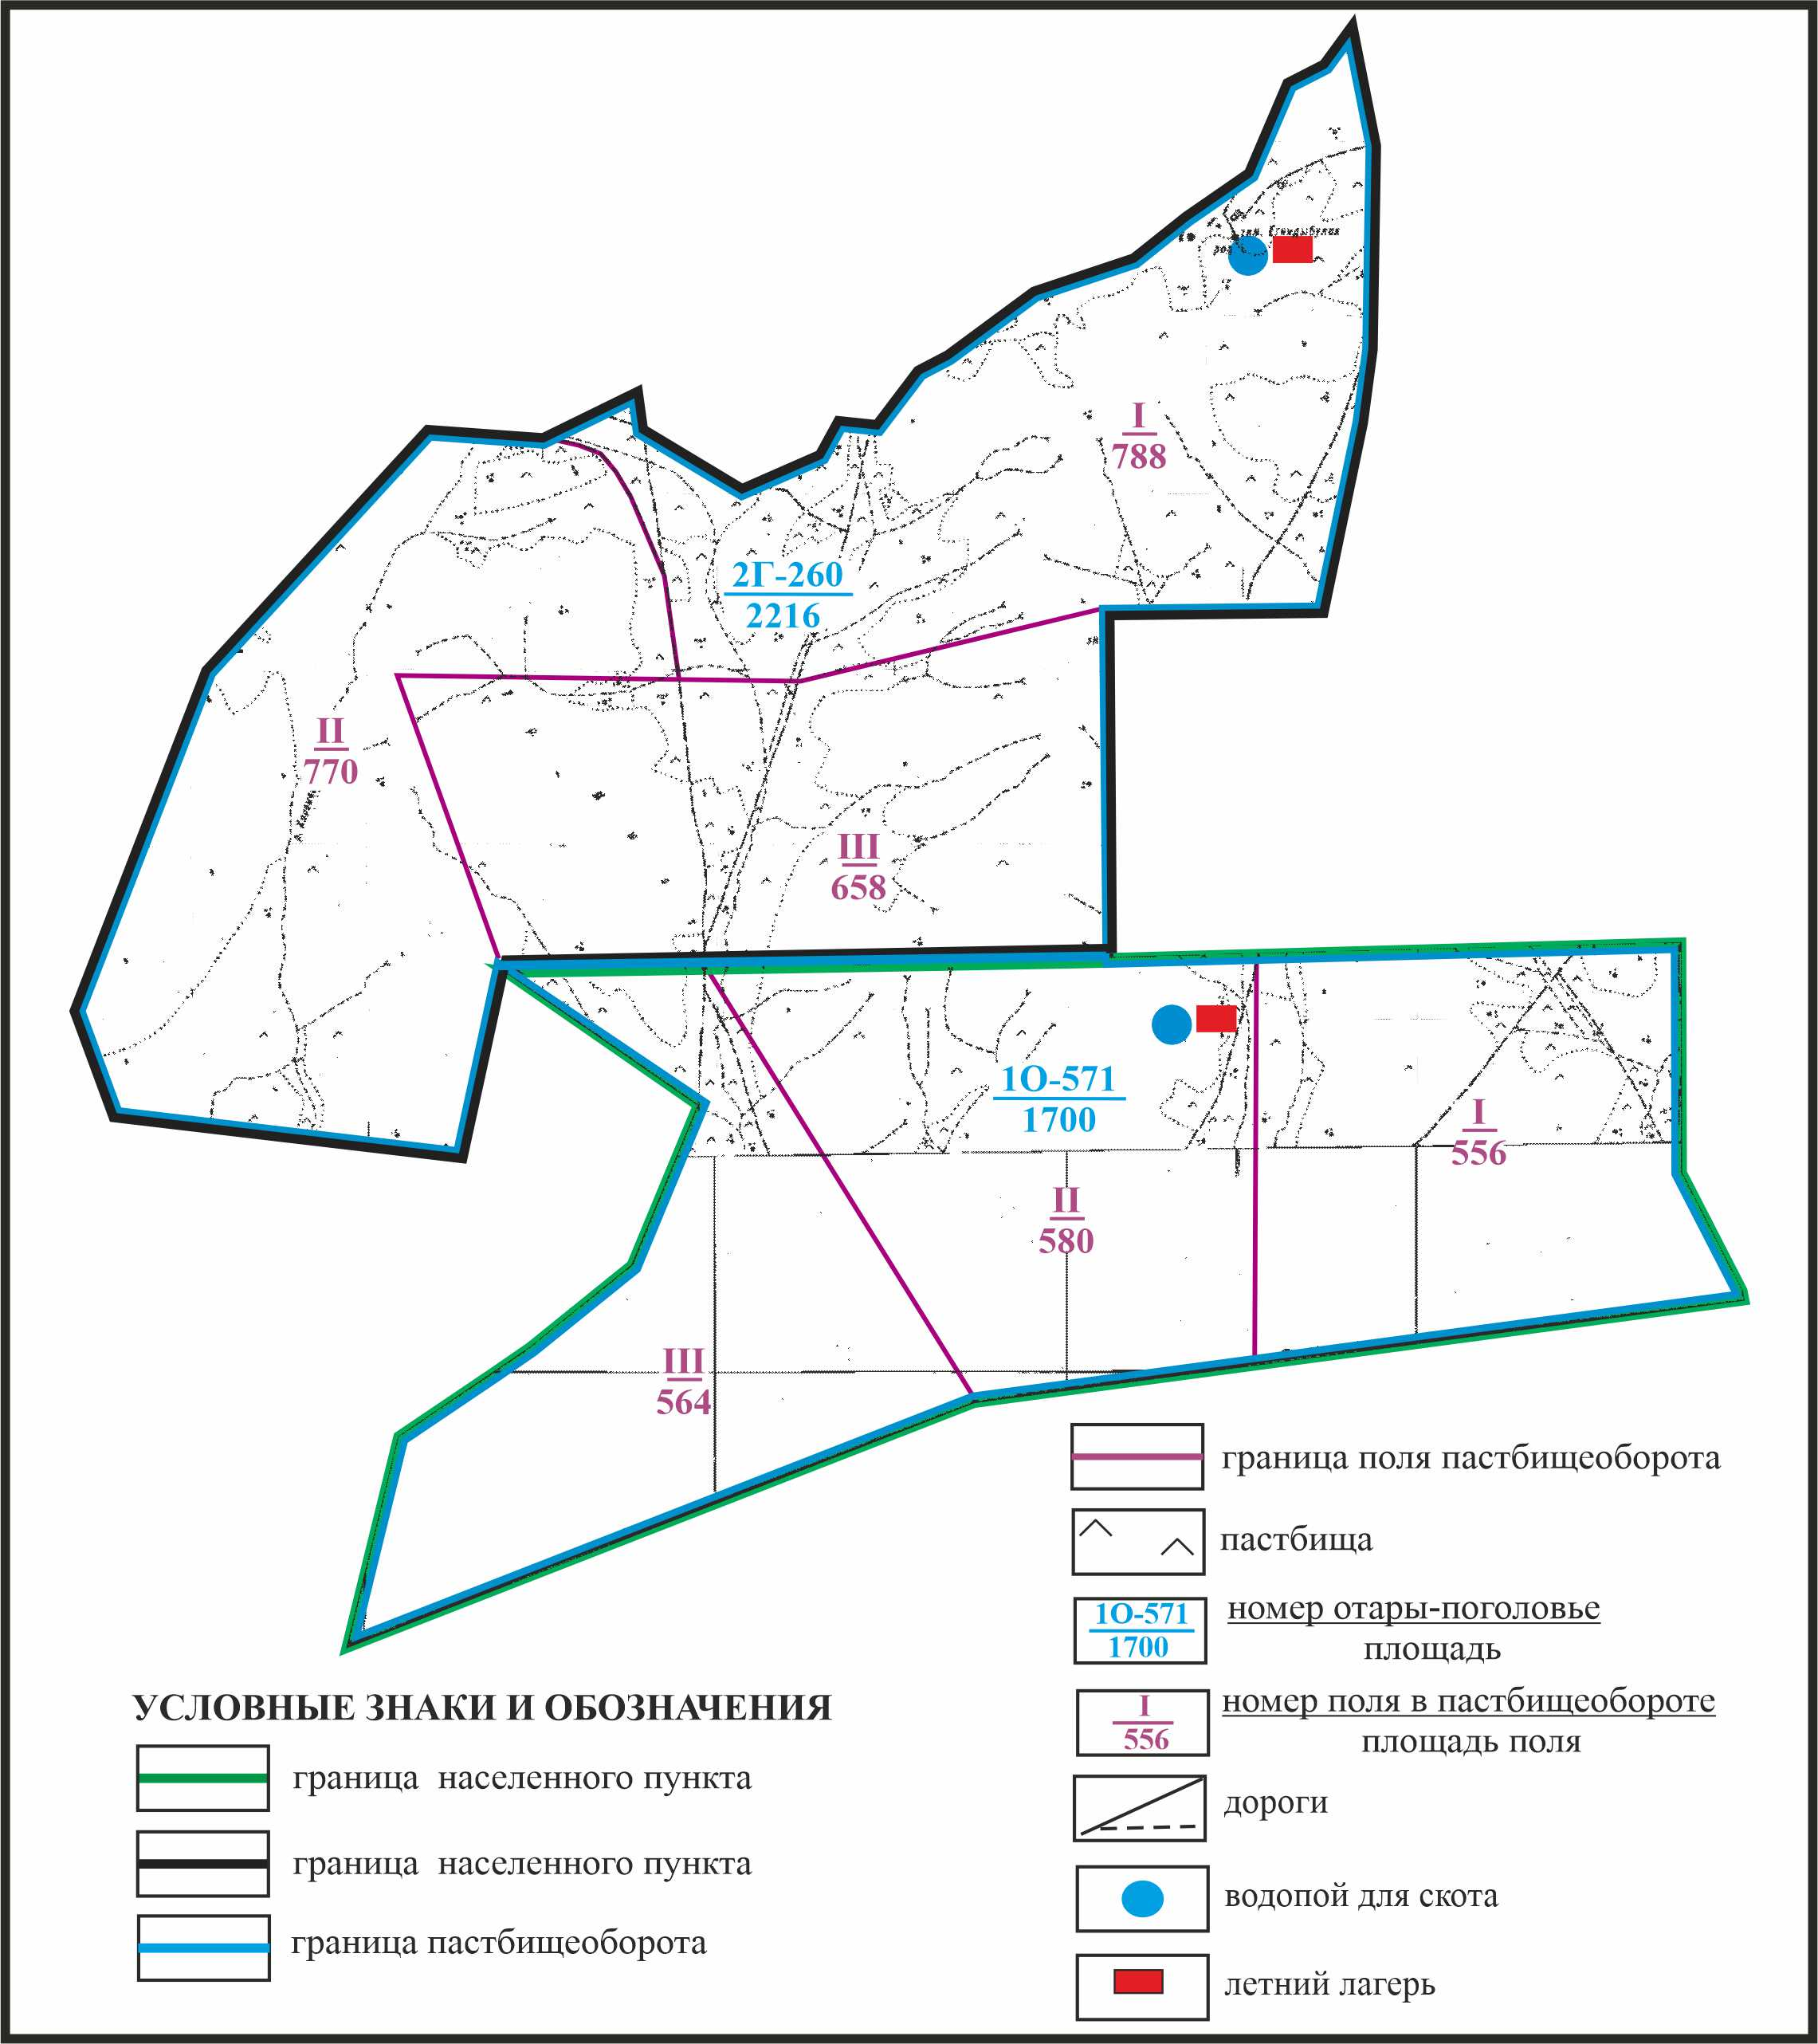 I
788
2Г-260
2216
II
770
III
658
1О-571
1700
I
556
II
580
III
564
граница поля пастбищеоборота
пастбища
1О-571
1700
номер отары-поголовье
площадь
I
556
номер поля в пастбищеобороте
площадь поля
дороги
водопой для скота
летний лагерь
УСЛОВНЫЕ ЗНАКИ И ОБОЗНАЧЕНИЯ
граница населенного пункта
граница населенного пункта
граница пастбищеоборота